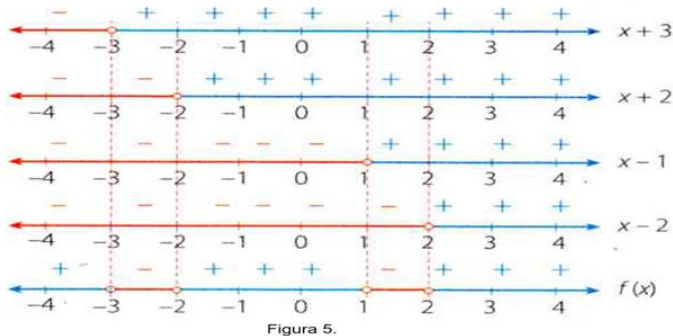 − + + + + + + + +
−4 −3 −2 −1 0 1 2 3 4 x + 3
− − + + + + + + +
−4 −3 −2 −1 0 1 2 3 4 x + 2
− − − − − + + + +
−4 −3 −2 −1 0 1 2 3 4 x − 1
− − − − − − + + +
−4 −3 −2 −1 0 1 2 3 4 x − 2
+ − + + + − + + +
−4 −3 −2 −1 0 1 2 3 4 f(x)
Figura 5.